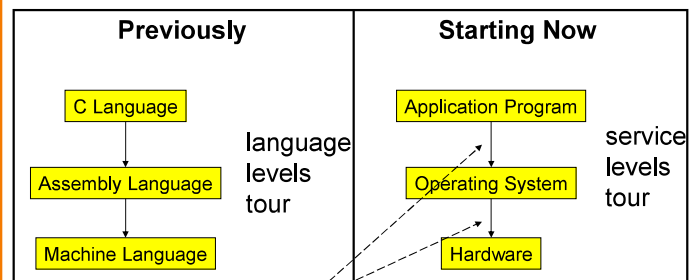 Previously
C Language
Assembly Language
Machine Language
language
levels
tour
Starting Now
Application Program
Operating System
Hardware
service
levels
tour